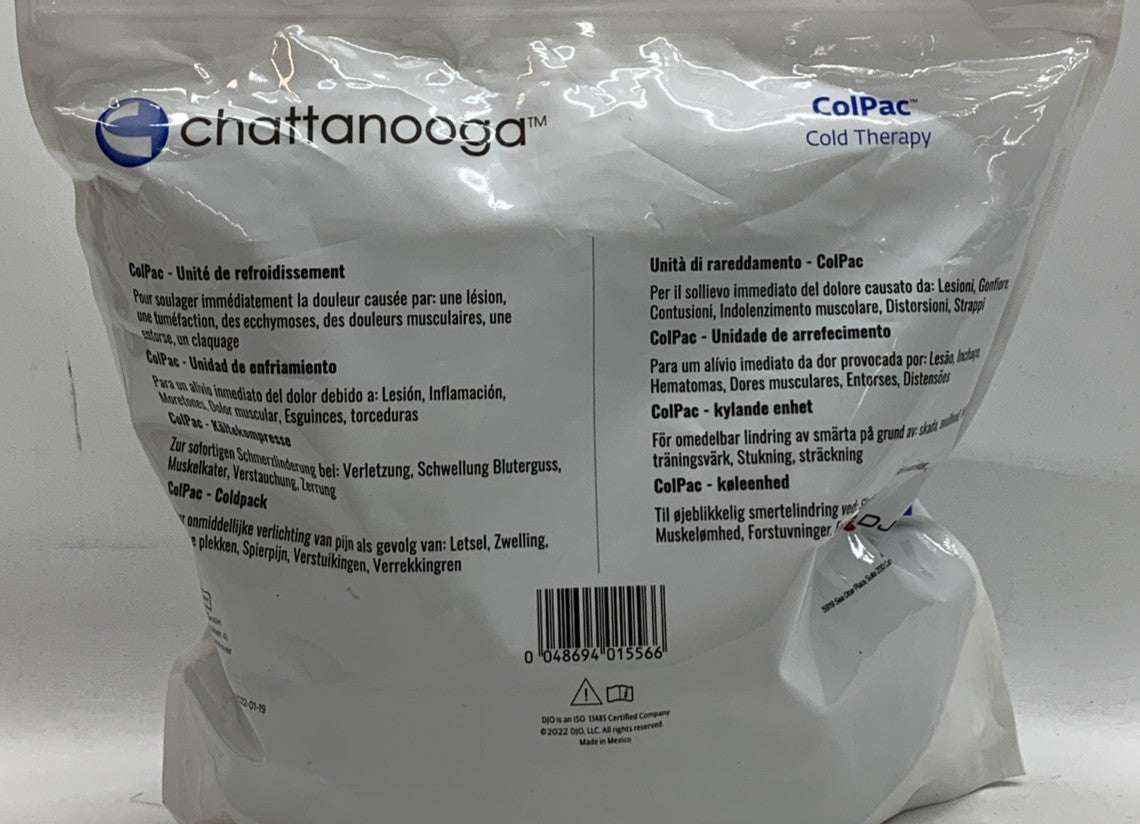 chattanooga™
ColPac™
Cold Therapy
ColPac - Unité de refroidissement
Pour soulager immédiatement la douleur causée par: une lésion,
une tuméfaction, des ecchymoses, des douleurs musculaires, une
entorse, un claquage
ColPac - Unidad de enfriamiento
Para un alivio inmediato del dolor debido a: Lesión, Inflamación,
Moretones, Dolor muscular, Esguinces, torceduras
ColPac - Kältekompresse
Zur sofortigen Schmerzlinderung bei: Verletzung, Schwellung Bluterguss,
Muskelkater, Verstauchung, Zerrung
ColPac - Coldpack
onmiddellijke verlichting van pijn als gevolg van: Letsel, Zwelling,
plekken, Spierpijn, Verstuikingen, Verrekkingren
Unità di rareddamento - ColPac
Per il sollievo immediato del dolore causato da: Lesioni, Gonfiore
Contusioni, Indolenzimento muscolare, Distorsioni, Strappi
ColPac - Unidade de arrefecimento
Para um alívio imediato da dor provocada por: Lesão,
Hematomas, Dores musculares, Entorses, Distensões
ColPac - kylande enhet
För omedelbar lindring av smärta på grund av: skada,
träningsvärk, Stukning, sträckning
ColPac - køleenhed
Til øjeblikkelig smertelindring ved:
Muskelømhed, Forstuvninger,
DJ
0 048694 015566
DJO is an ISO 13485 Certified Company
©2022 DJO, LLC. All rights reserved.
Made in Mexico
22-01-19